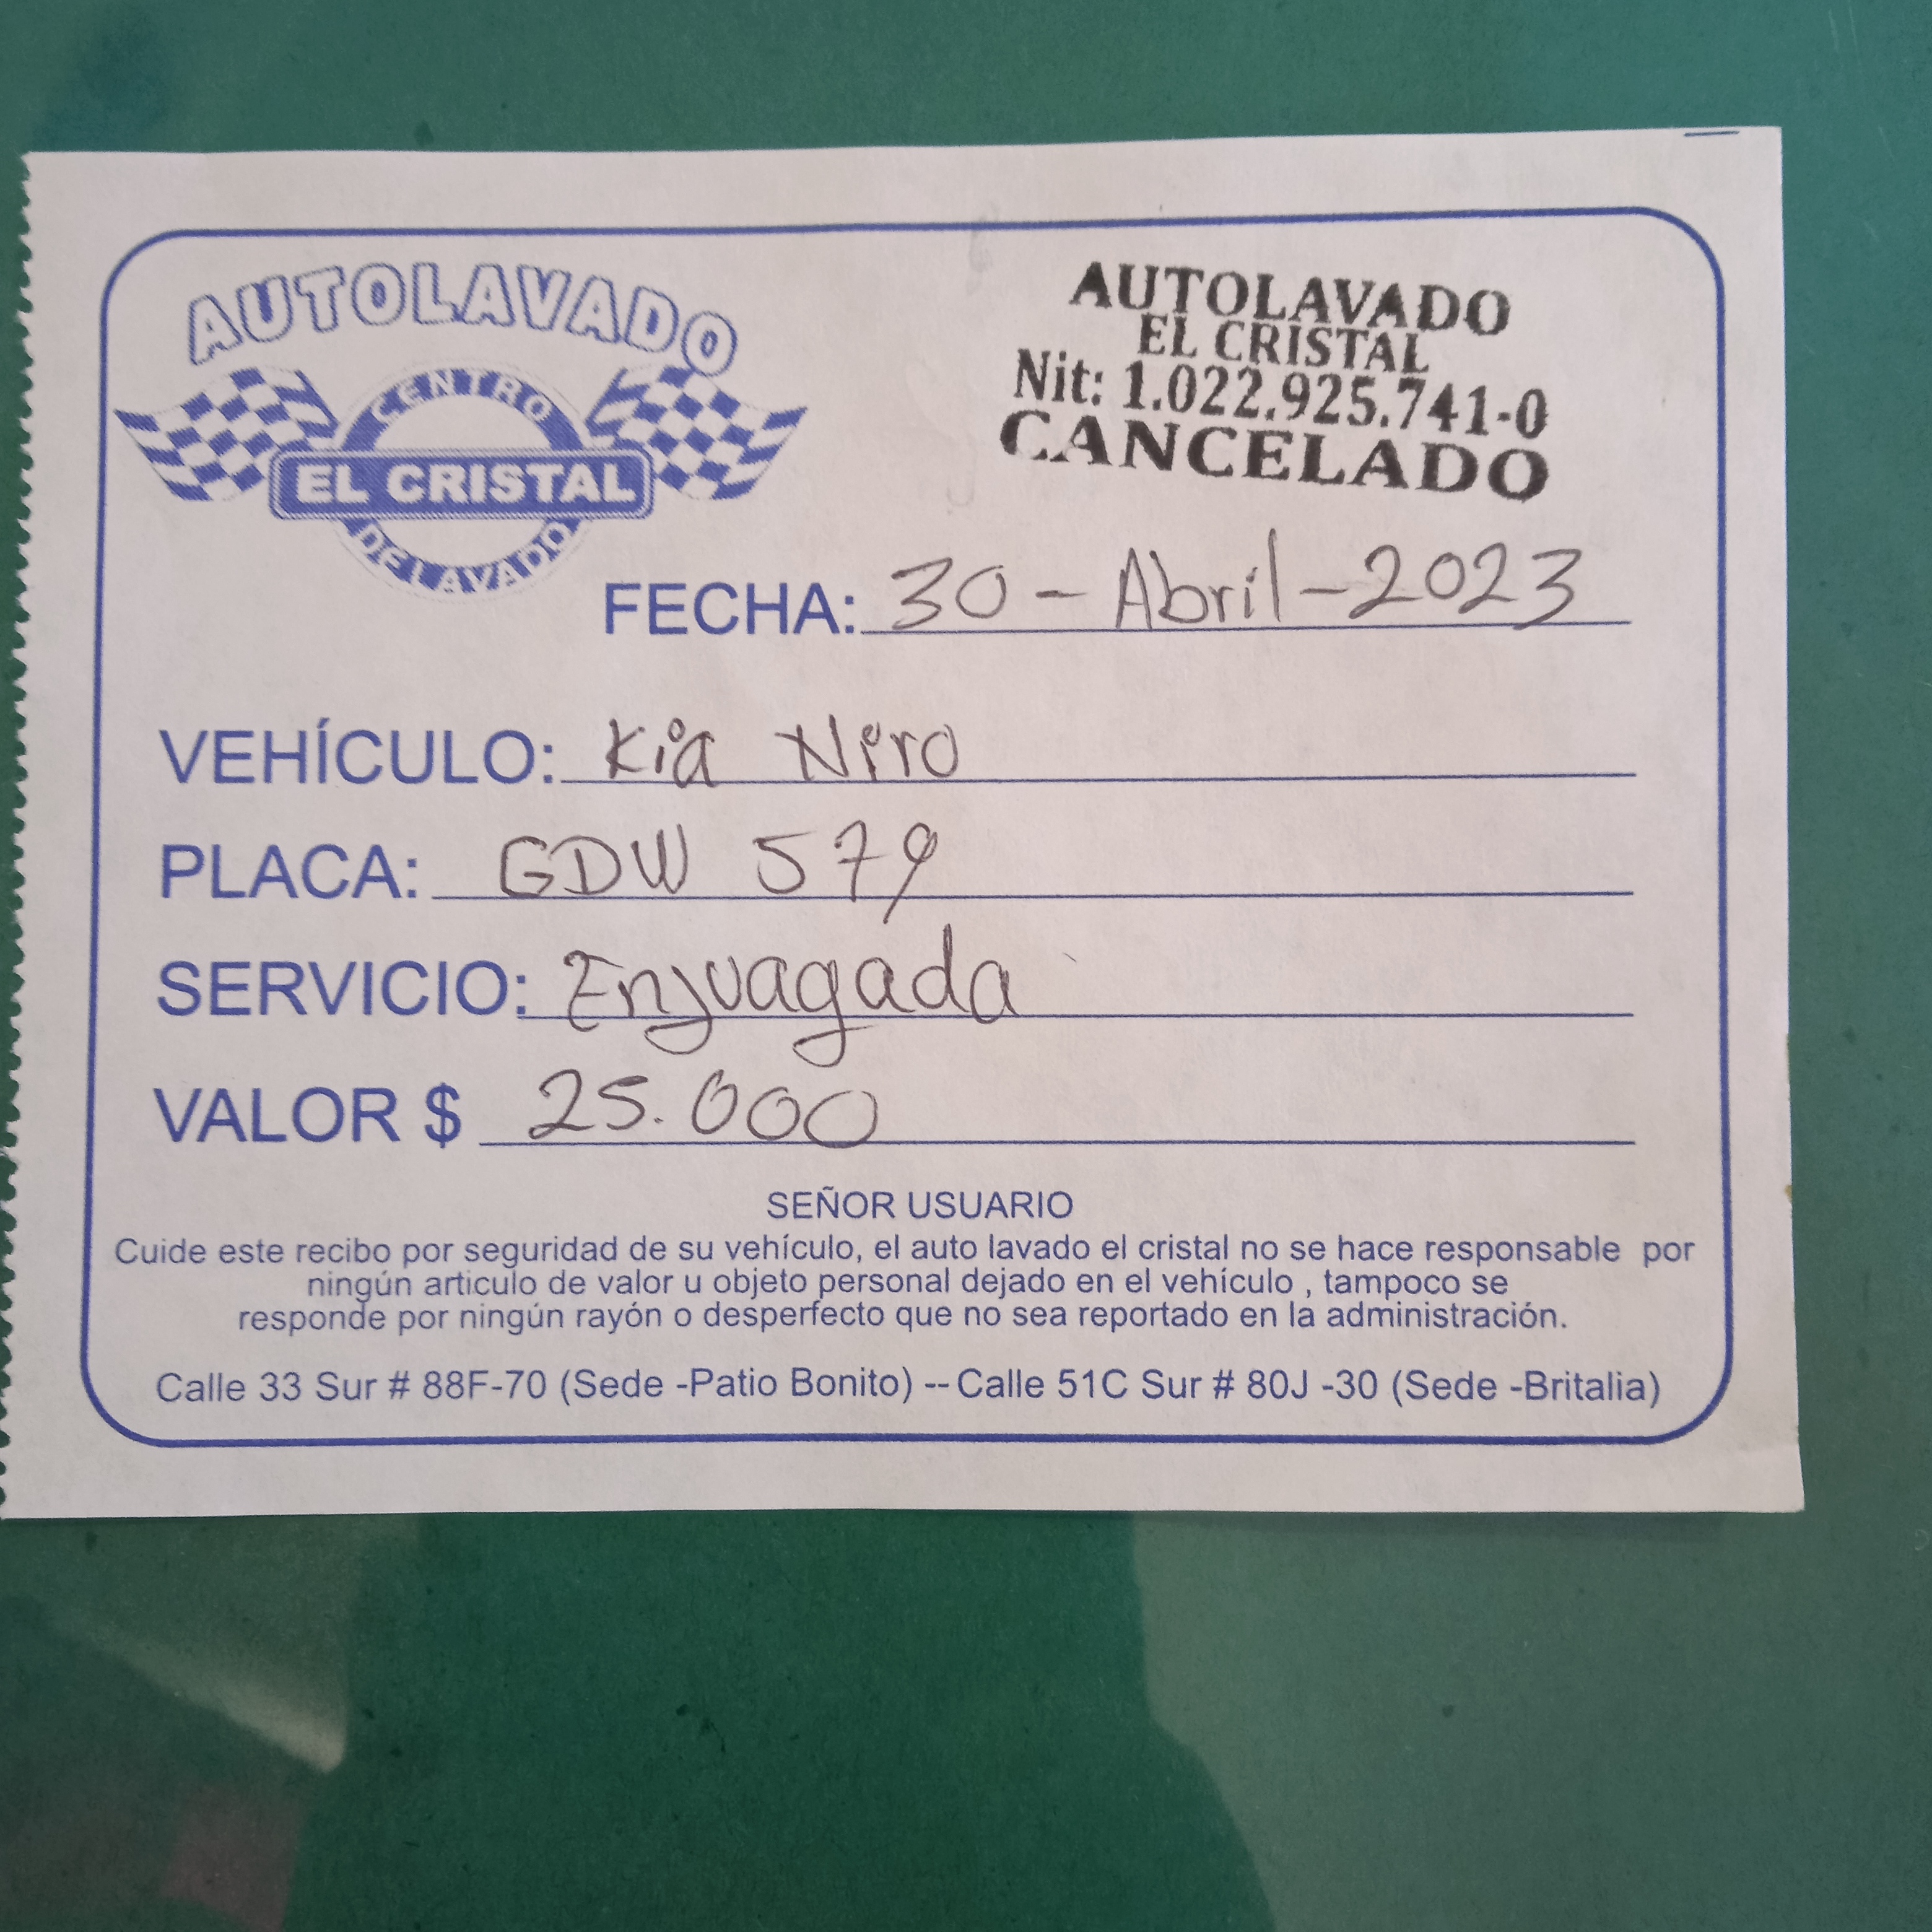 AUTOLAVADO
CENTRO
EL CRISTAL
DE LAVADO
AUTOLAVADO
EL CRISTAL
Nit: 1.022.925.741-0
CANCELADO
FECHA: 30 - Abril - 2023
VEHÍCULO: Kia Niro
PLACA: GDW 579
SERVICIO: Enjuagada
VALOR $ 25.000
SEÑOR USUARIO
Cuide este recibo por seguridad de su vehículo, el auto lavado el cristal no se hace responsable por
ningún articulo de valor u objeto personal dejado en el vehículo , tampoco se
responde por ningún rayón o desperfecto que no sea reportado en la administración.
Calle 33 Sur # 88F-70 (Sede -Patio Bonito) -- Calle 51C Sur # 80J -30 (Sede -Britalia)